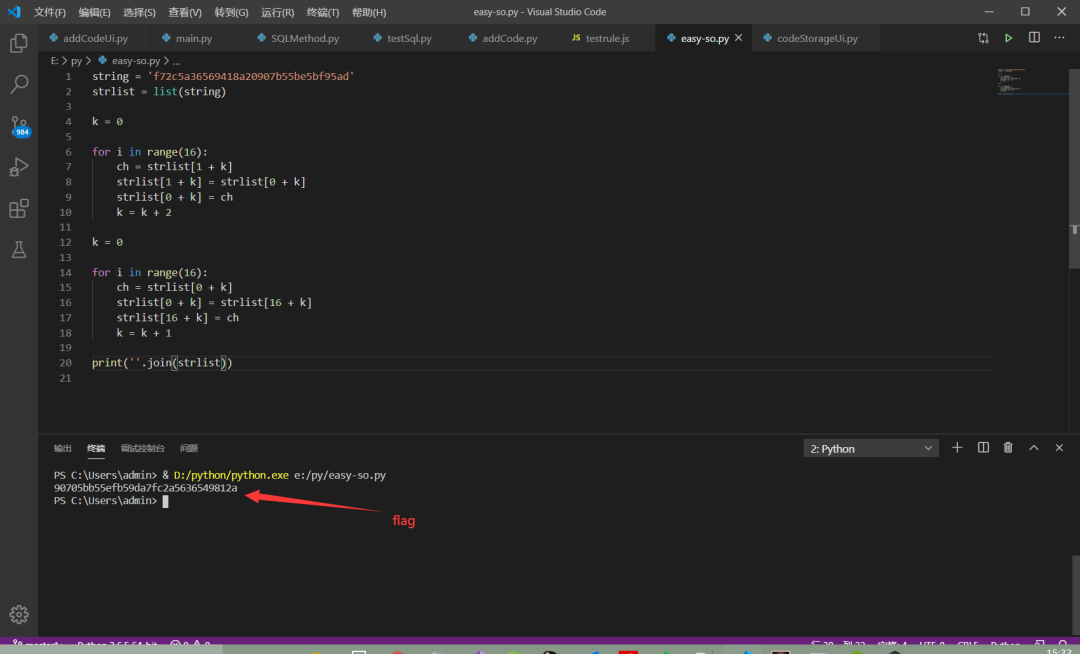 文件(F) 编辑(E) 选择(S) 查看(V) 转到(G) 运行(R) 终端(T) 帮助(H) easy-so.py - Visual Studio Code
addCodeUi.py main.py SQLMethod.py testSql.py addCode.py JS testrule.js easy-so.py codeStorageUi.py ···
E: > py > easy-so.py > ...
1 string = 'f72c5a36569418a20907b55be5bf95ad'
2 strlist = list(string)
3
4 k = 0
5
6 for i in range(16):
7 ch = strlist[1 + k]
8 strlist[1 + k] = strlist[0 + k]
9 strlist[0 + k] = ch
10 k = k + 2
11
12 k = 0
13
14 for i in range(16):
15 ch = strlist[0 + k]
16 strlist[0 + k] = strlist[16 + k]
17 strlist[16 + k] = ch
18 k = k + 1
19
20 print(''.join(strlist))
21
984
输出 终端 调试控制台 问题 2: Python
PS C:\Users\admin> & D:/python/python.exe e:/py/easy-so.py
90705bb55efb59da7fc2a5636549812a
PS C:\Users\admin>
flag
15:32